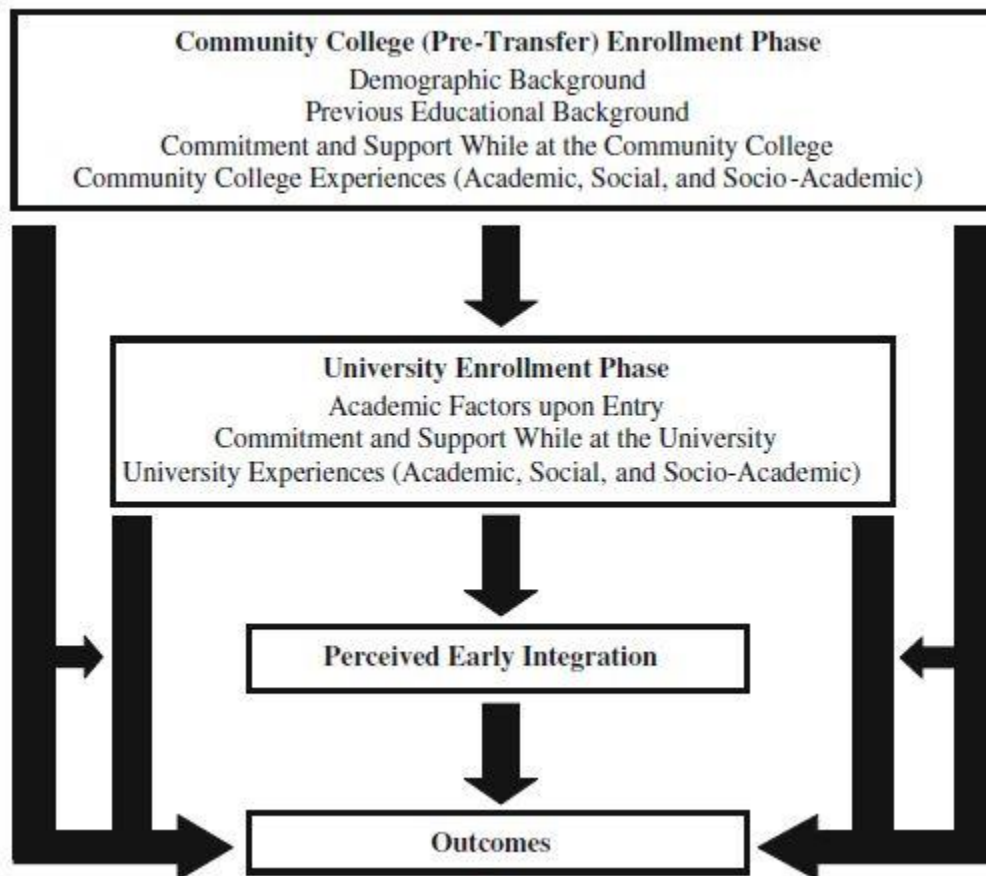 Community College (Pre-Transfer) Enrollment Phase
Demographic Background
Previous Educational Background
Commitment and Support While at the Community College
Community College Experiences (Academic, Social, and Socio-Academic)
University Enrollment Phase
Academic Factors upon Entry
Commitment and Support While at the University
University Experiences (Academic, Social, and Socio-Academic)
Perceived Early Integration
Outcomes